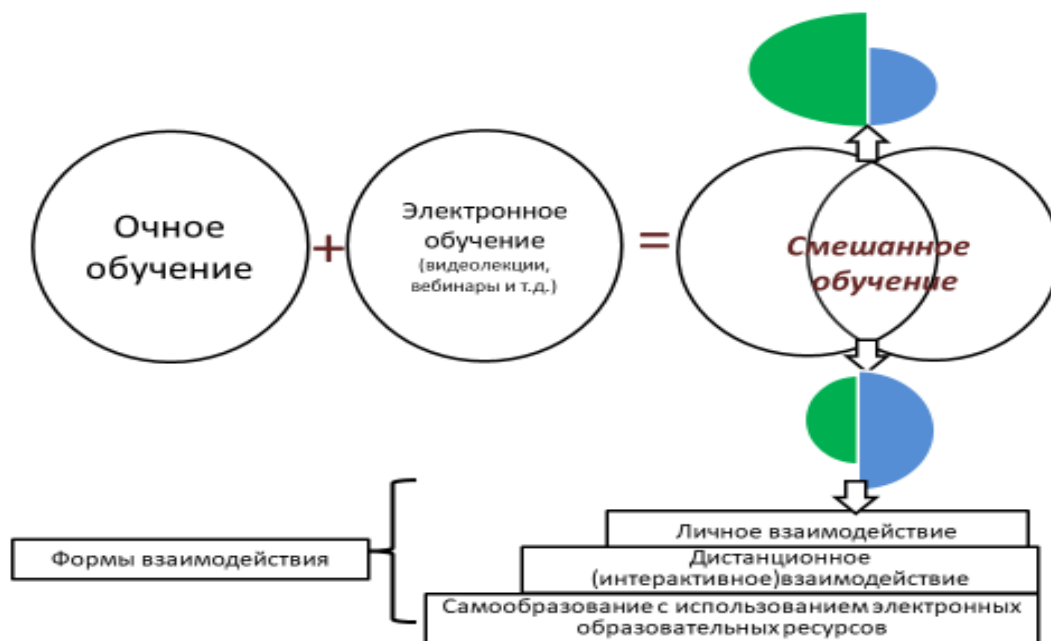 Очное
обучение
+
Электронное
обучение
(видеолекции,
вебинары и т.д.)
=
Смешанное
обучение
Формы взаимодействия
Личное взаимодействие
Дистанционное
(интерактивное)взаимодействие
Самообразование с использованием электронных
образовательных ресурсов